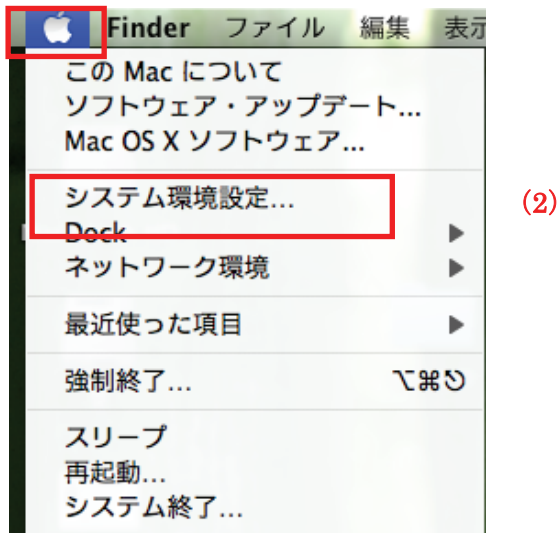 Finder ファイル 編集 表示
この Mac について
ソフトウェア・アップデート...
Mac OS X ソフトウェア...
システム環境設定...
(2)
Dock
ネットワーク環境
最近使った項目
強制終了... ⌥⌘⎋
スリープ
再起動...
システム終了...